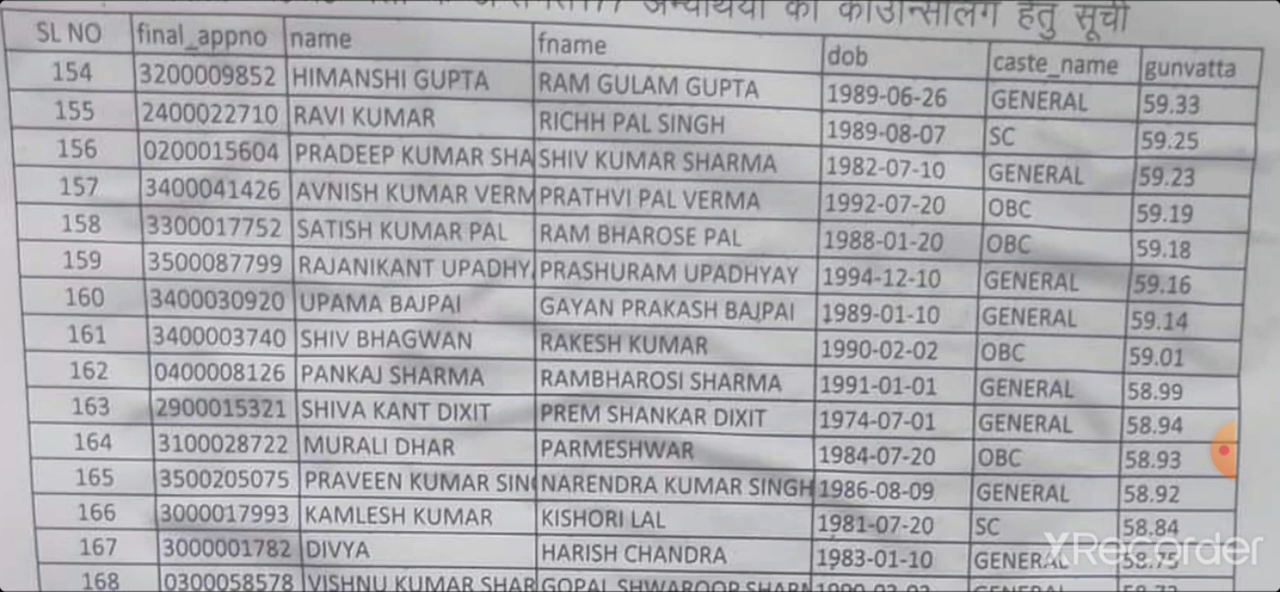 अभ्यर्थियों की काउन्सलिंग हेतु सूची
SL NO final_appno name fname dob caste_name gunvatta
154 3200009852 HIMANSHI GUPTA RAM GULAM GUPTA 1989-06-26 GENERAL 59.33
155 2400022710 RAVI KUMAR RICHH PAL SINGH 1989-08-07 SC 59.25
156 0200015604 PRADEEP KUMAR SHA SHIV KUMAR SHARMA 1982-07-10 GENERAL 59.23
157 3400041426 AVNISH KUMAR VERM PRATHVI PAL VERMA 1992-07-20 OBC 59.19
158 3300017752 SATISH KUMAR PAL RAM BHAROSE PAL 1988-01-20 OBC 59.18
159 3500087799 RAJANIKANT UPADHY PRASHURAM UPADHYAY 1994-12-10 GENERAL 59.16
160 3400030920 UPAMA BAJPAI GAYAN PRAKASH BAJPAI 1989-01-10 GENERAL 59.14
161 3400003740 SHIV BHAGWAN RAKESH KUMAR 1990-02-02 OBC 59.01
162 0400008126 PANKAJ SHARMA RAMBHAROSI SHARMA 1991-01-01 GENERAL 58.99
163 2900015321 SHIVA KANT DIXIT PREM SHANKAR DIXIT 1974-07-01 GENERAL 58.94
164 3100028722 MURALI DHAR PARMESHWAR 1984-07-20 OBC 58.93
165 3500205075 PRAVEEN KUMAR SIN NARENDRA KUMAR SINGH 1986-08-09 GENERAL 58.92
166 3000017993 KAMLESH KUMAR KISHORI LAL 1981-07-20 SC 58.84
167 3000001782 DIVYA HARISH CHANDRA 1983-01-10 GENERAL 58.75
168 0300058578 VISHNU KUMAR SHAR GOPAL SHWAROOP GENERAL
XRecorder